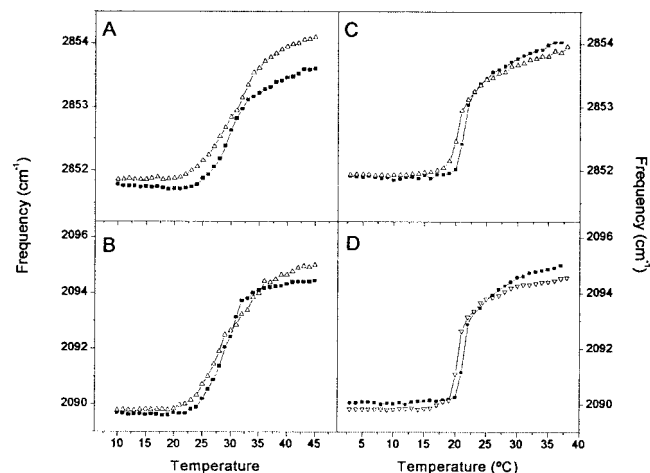 A
C
2854
2853
2852
2854
2853
2852
Frequency (cm⁻¹)
Frequency (cm⁻¹)
B
D
2096
2094
2092
2090
2096
2094
2092
2090
10 15 20 25 30 35 40 45
5 10 15 20 25 30 35 40
Temperature
Temperature (ºC)